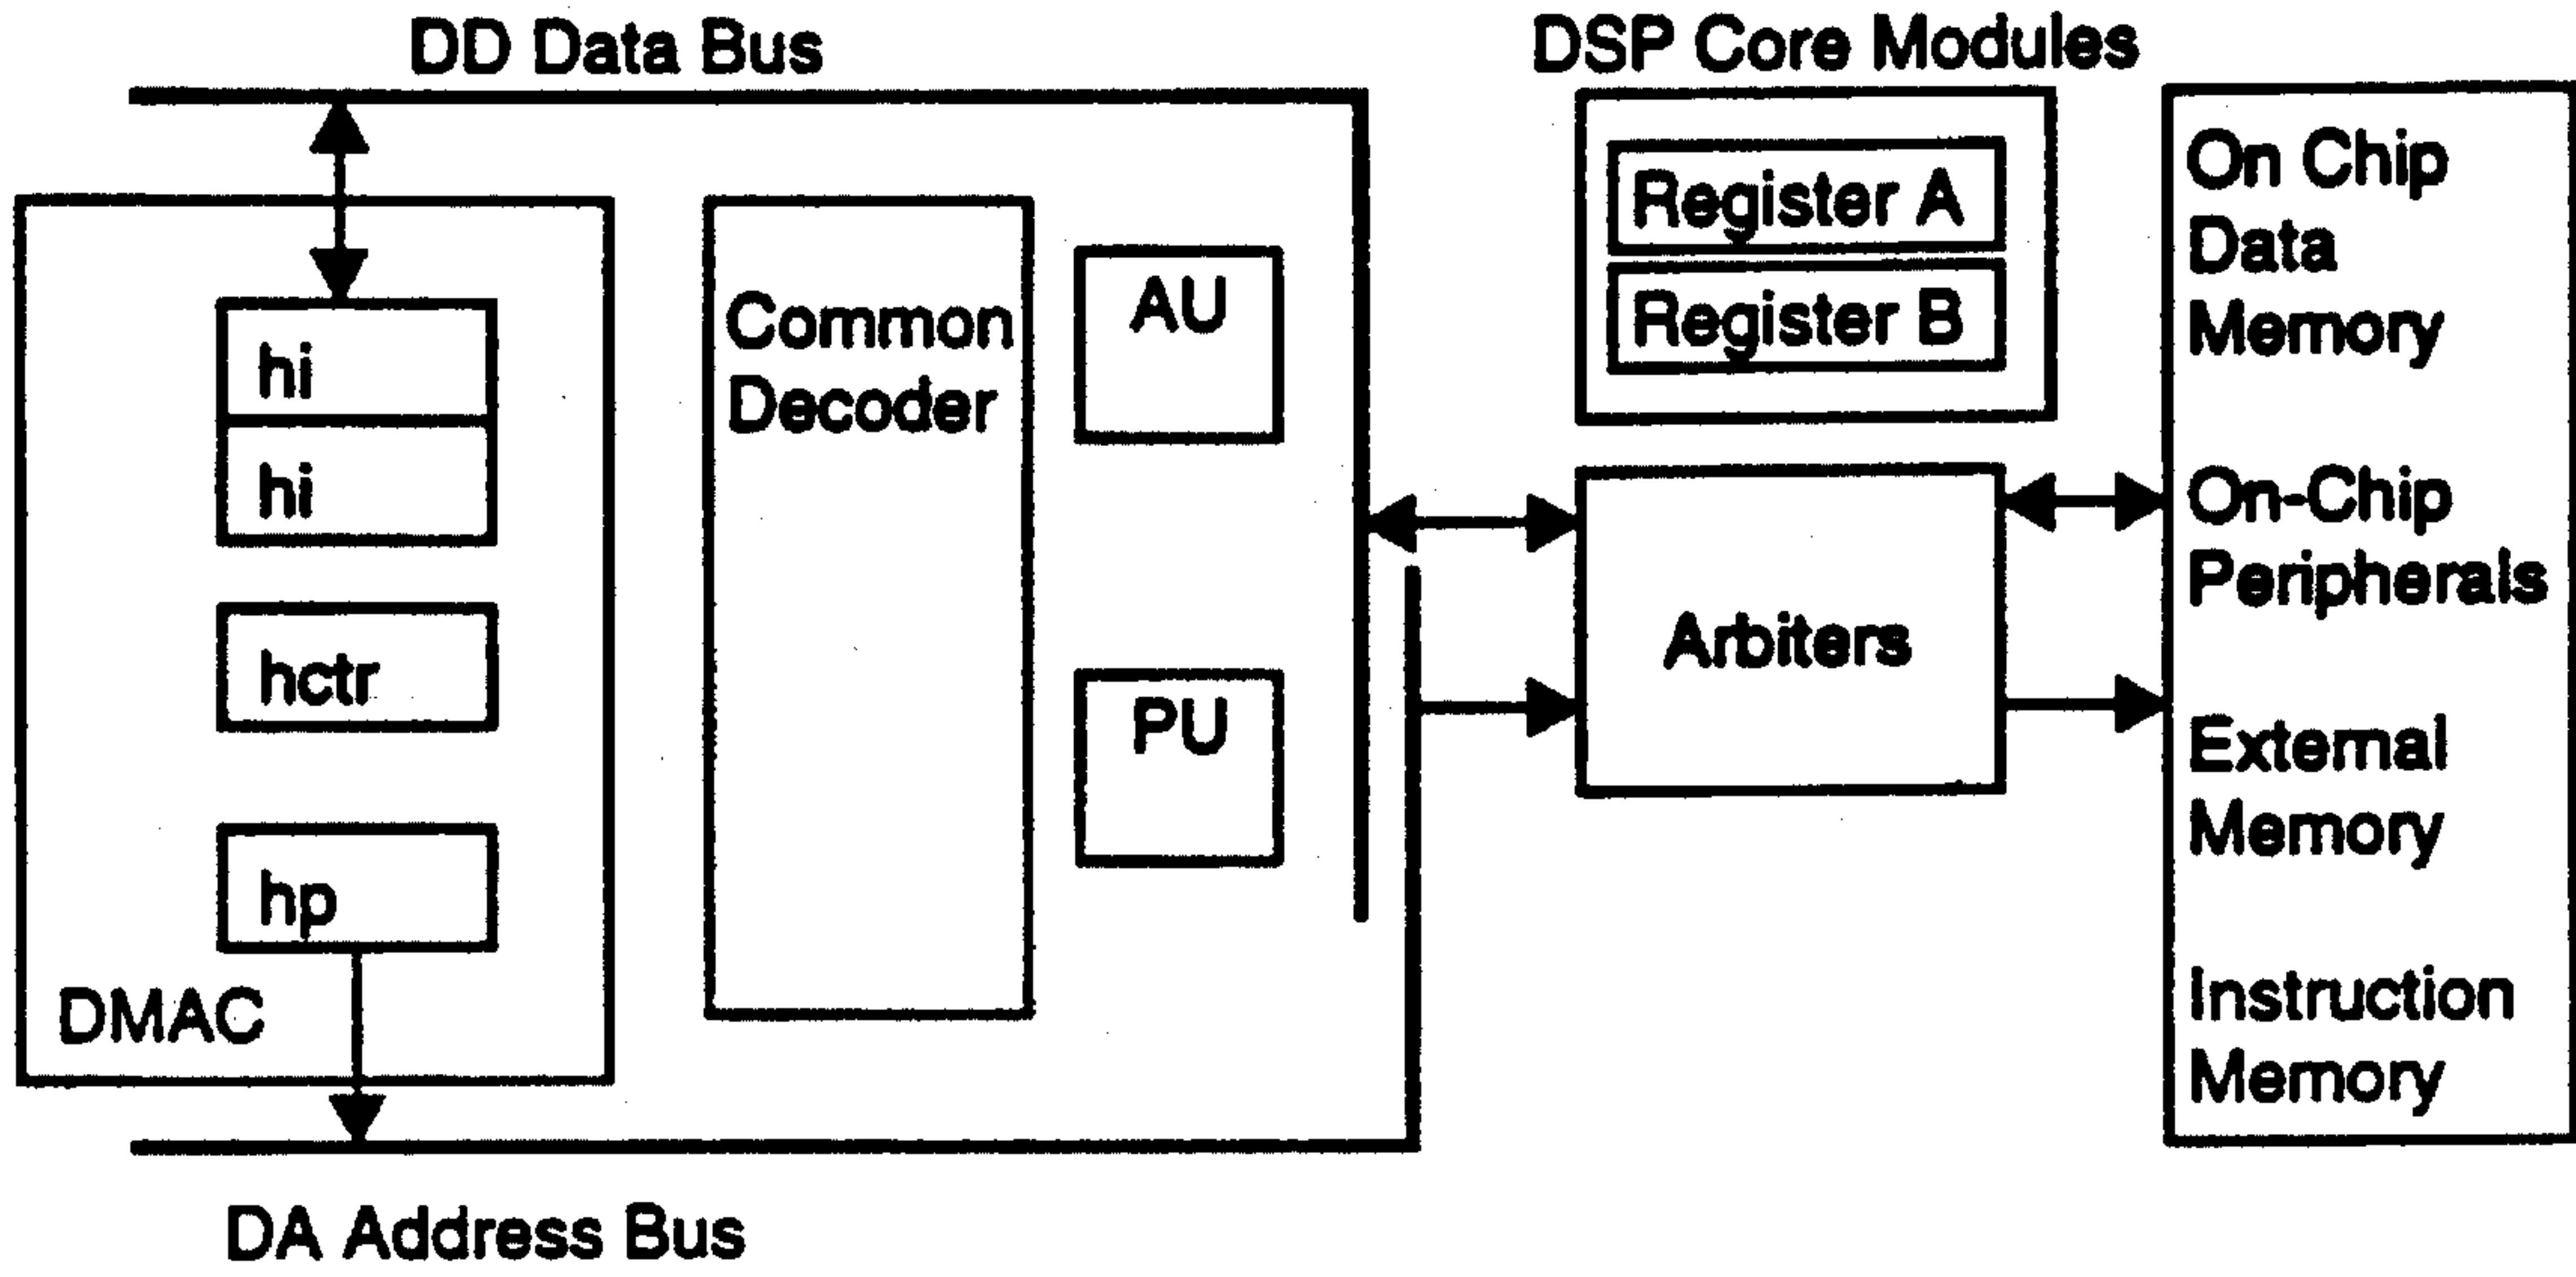 DD Data Bus
DSP Core Modules
hi
hi
hctr
hp
DMAC
Common
Decoder
AU
PU
Register A
Register B
Arbiters
On Chip
Data
Memory
On-Chip
Peripherals
External
Memory
Instruction
Memory
DA Address Bus